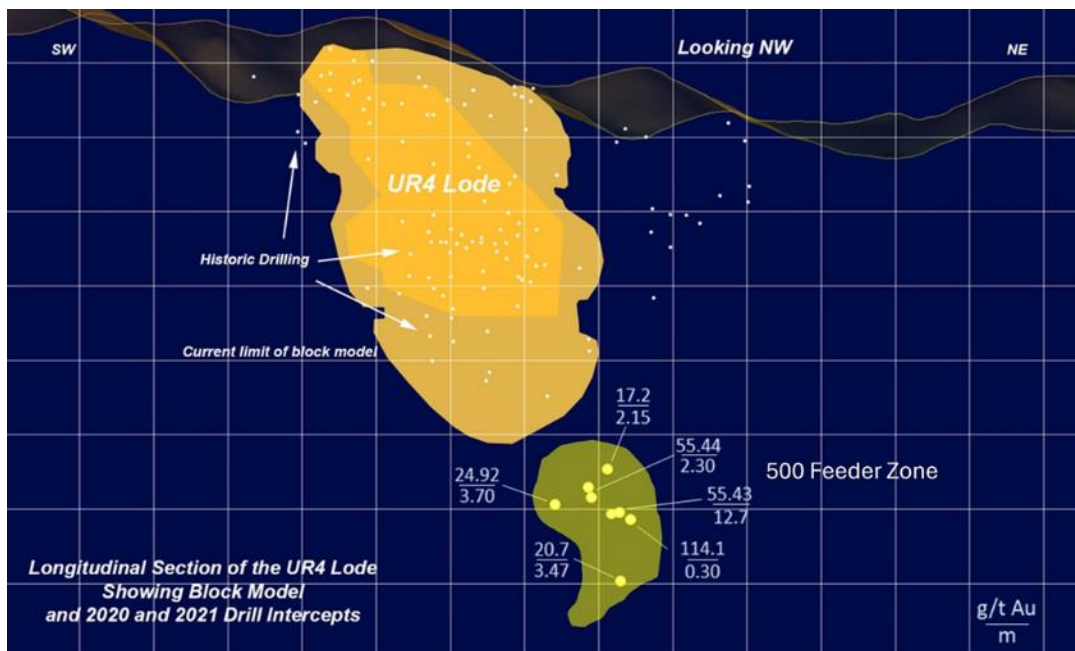 SW
Looking NW
NE
UR4 Lode
Historic Drilling
Current limit of block model
17.2
2.15
55.44
2.30
500 Feeder Zone
24.92
3.70
55.43
12.7
20.7
3.47
114.1
0.30
Longitudinal Section of the UR4 Lode
Showing Block Model
and 2020 and 2021 Drill Intercepts
g/t Au
m